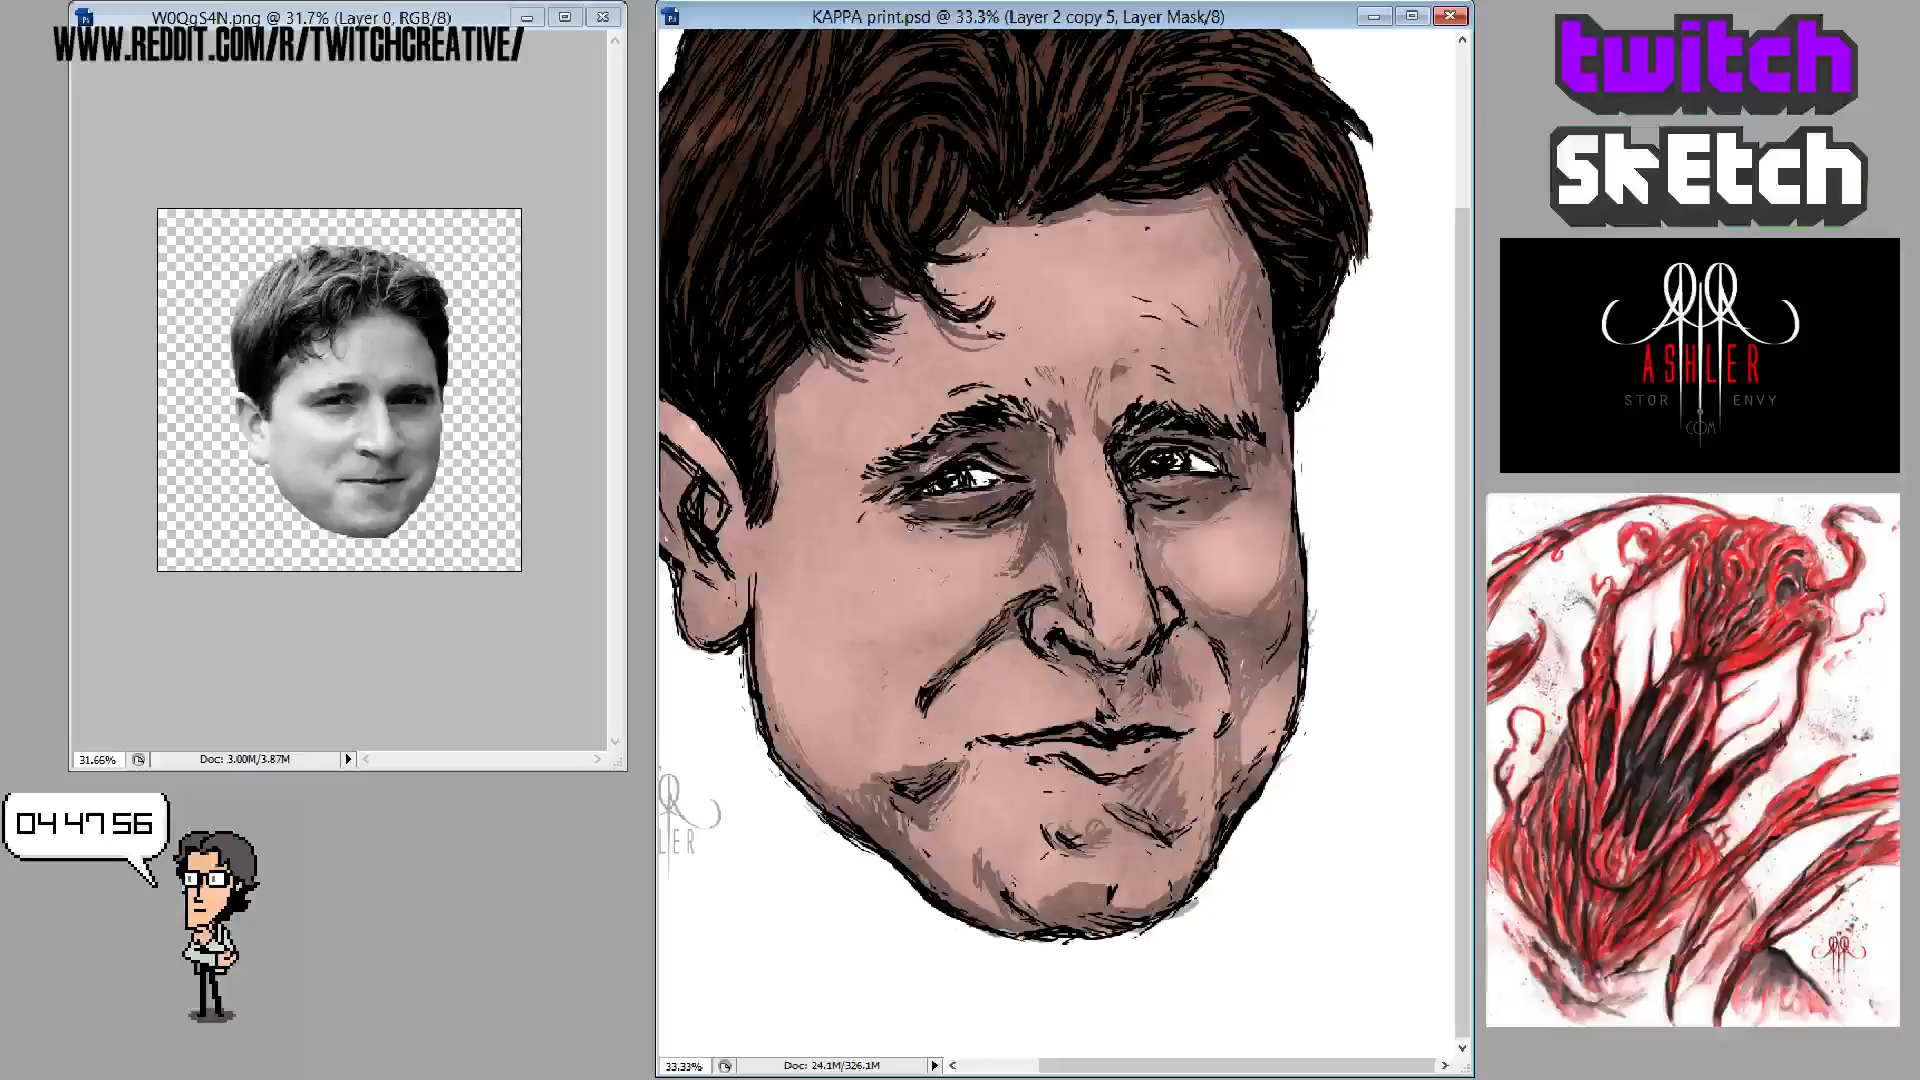 W0QgS4N.png @ 31.7% (Layer 0, RGB/8)
WWW.REDDIT.COM/R/TWITCHCREATIVE/
31.66%
Doc: 3.00M/3.87M
04 47 56
KAPPA print.psd @ 33.3% (Layer 2 copy 5, Layer Mask/8)
LER
33.33%
Doc: 24.1M/326.1M
twitch
SkEtch
ASHLER
STOR ENVY
COM